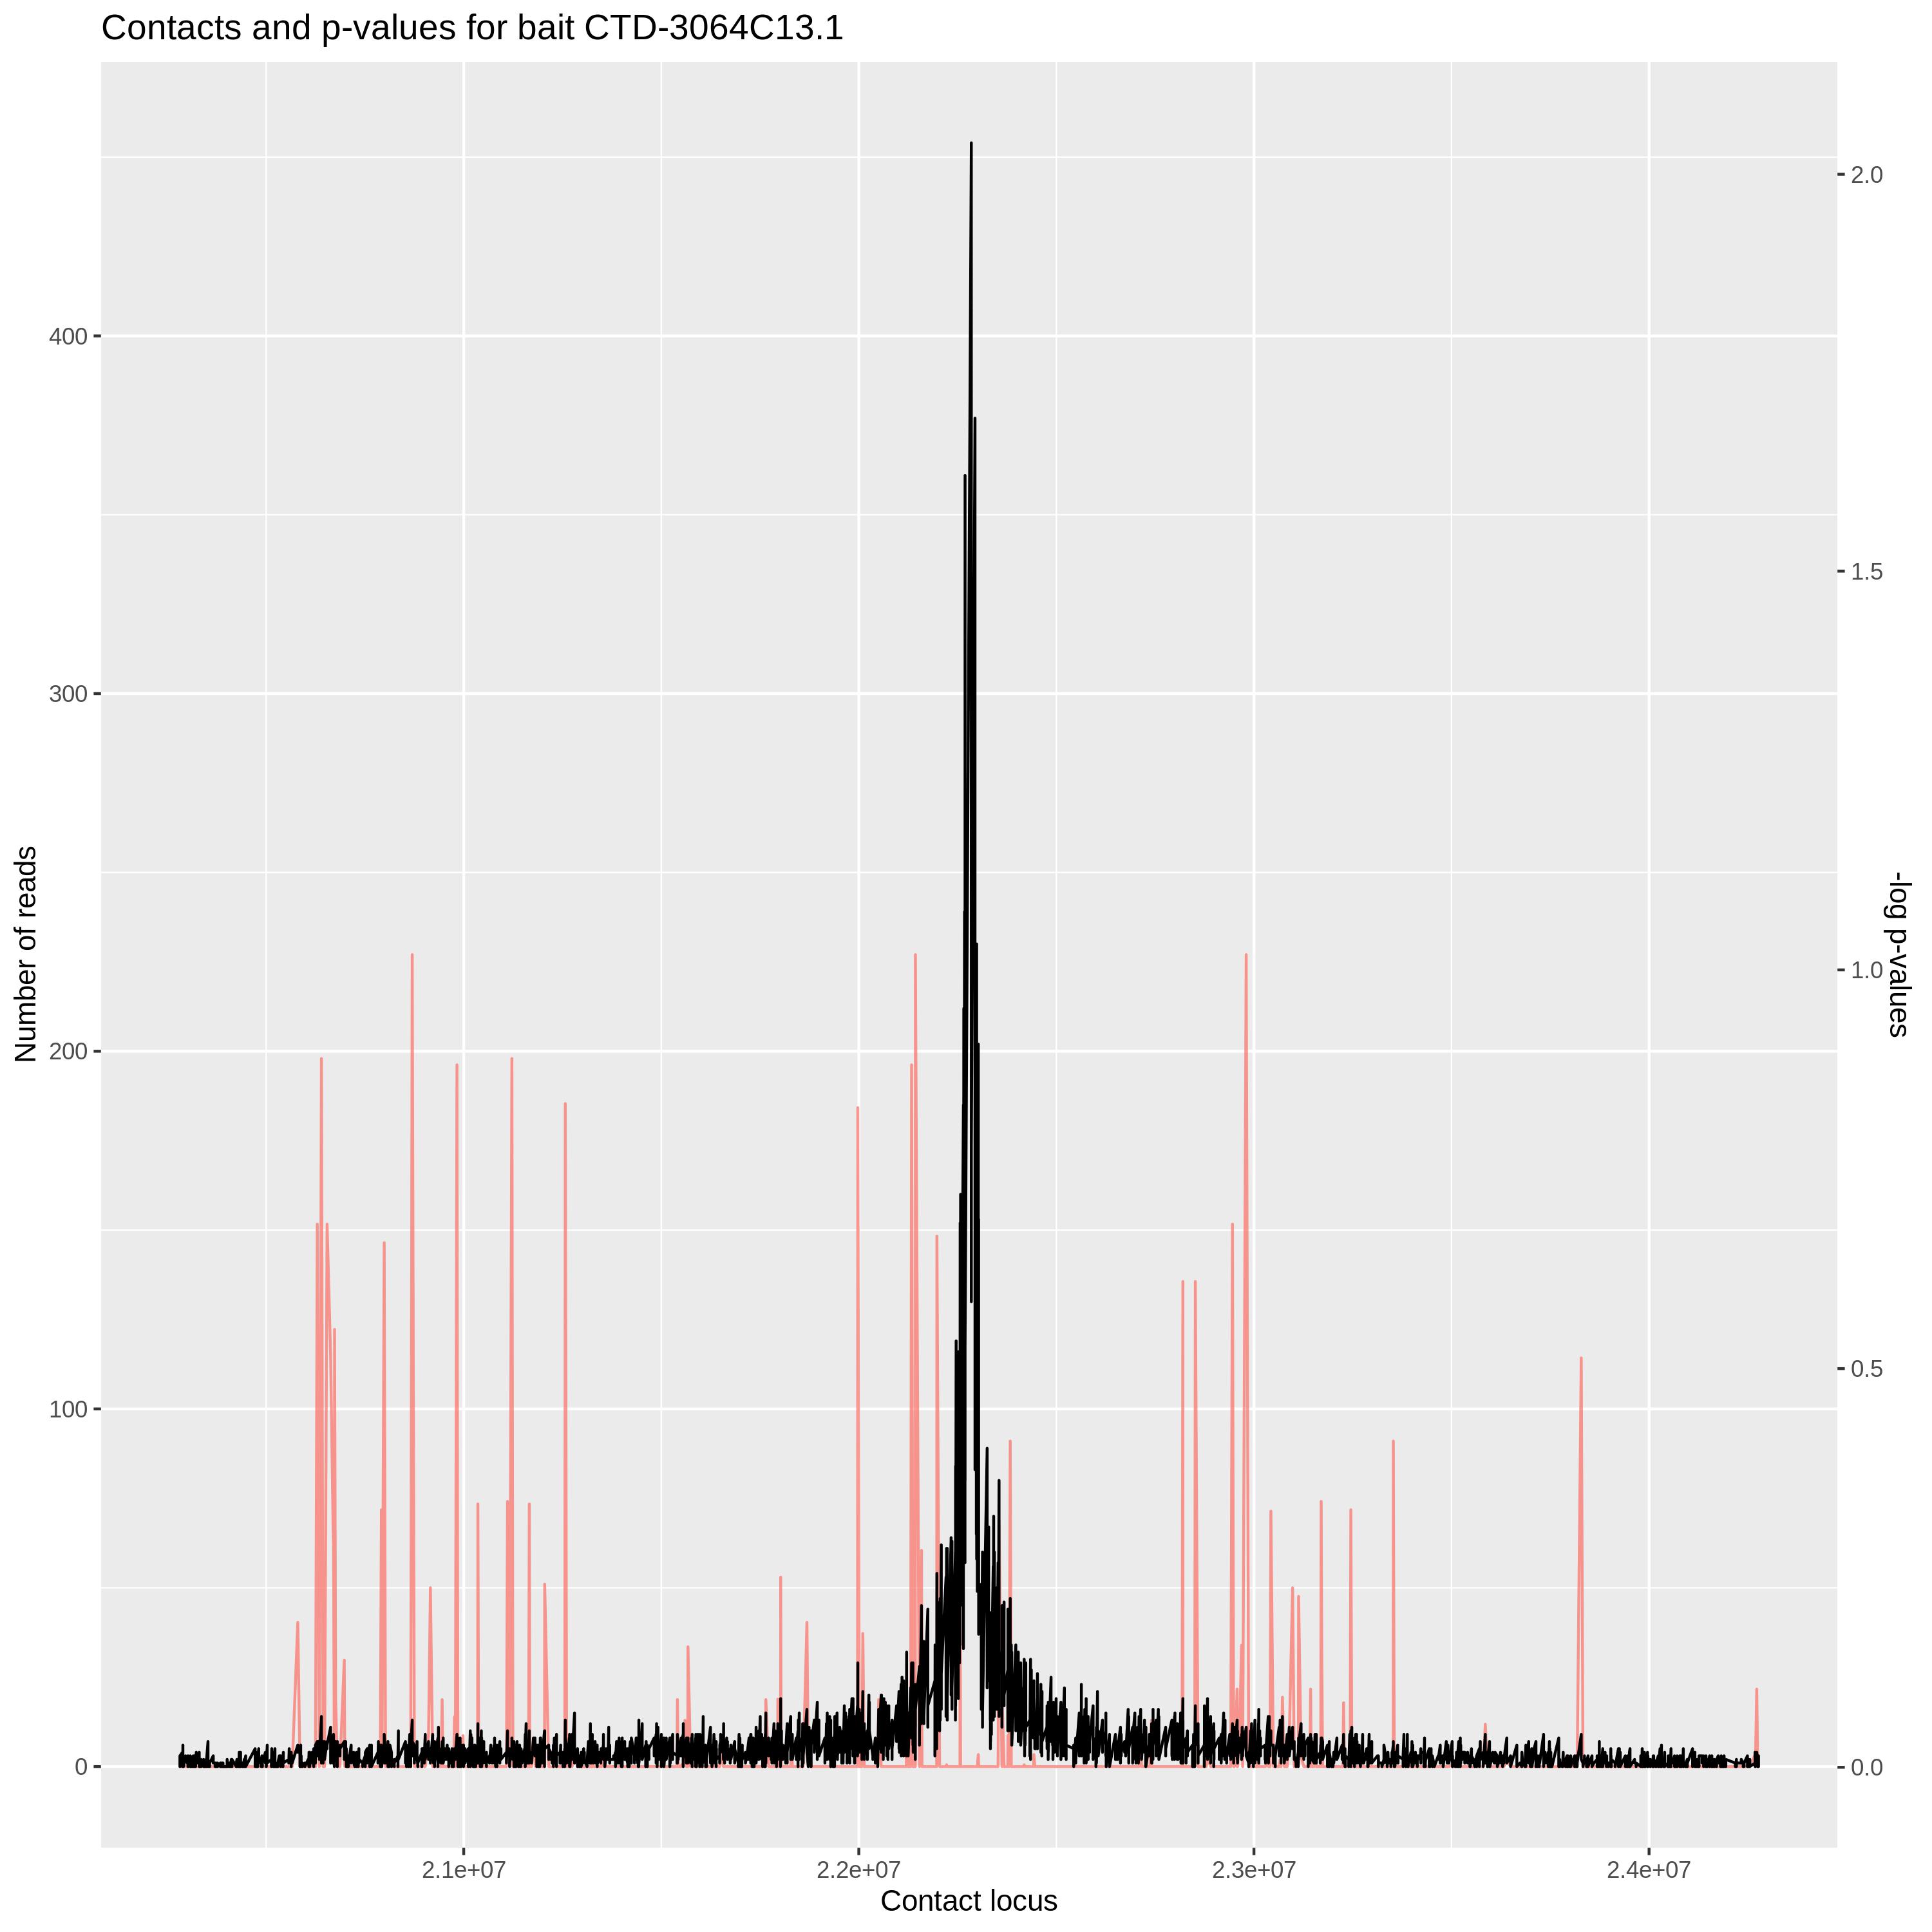 Contacts and p-values for bait CTD-3064C13.1
Number of reads
400
300
200
100
0
2.0
1.5
1.0
0.5
0.0
-log p-values
2.1e+07
2.2e+07
2.3e+07
2.4e+07
Contact locus